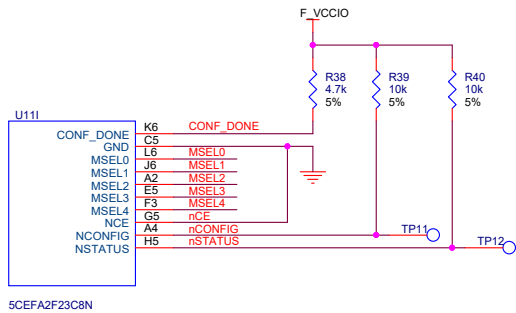 F_VCCIO
R38
4.7k
5%
R39
10k
5%
R40
10k
5%
U11I
CONF_DONE K6 CONF_DONE
GND C5
MSEL0 L6 MSEL0
MSEL1 J6 MSEL1
MSEL2 A2 MSEL2
MSEL3 E5 MSEL3
MSEL4 F3 MSEL4
NCE G5 nCE
NCONFIG A4 nCONFIG TP11
NSTATUS H5 nSTATUS TP12
5CEFA2F23C8N